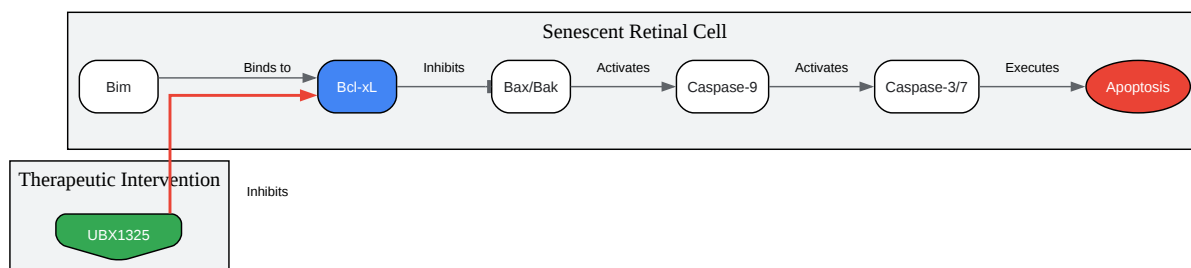 Senescent Retinal Cell
Bim
Binds to
Bcl-xL
Inhibits
Bax/Bak
Activates
Caspase-9
Activates
Caspase-3/7
Executes
Apoptosis
Therapeutic Intervention
Inhibits
UBX1325